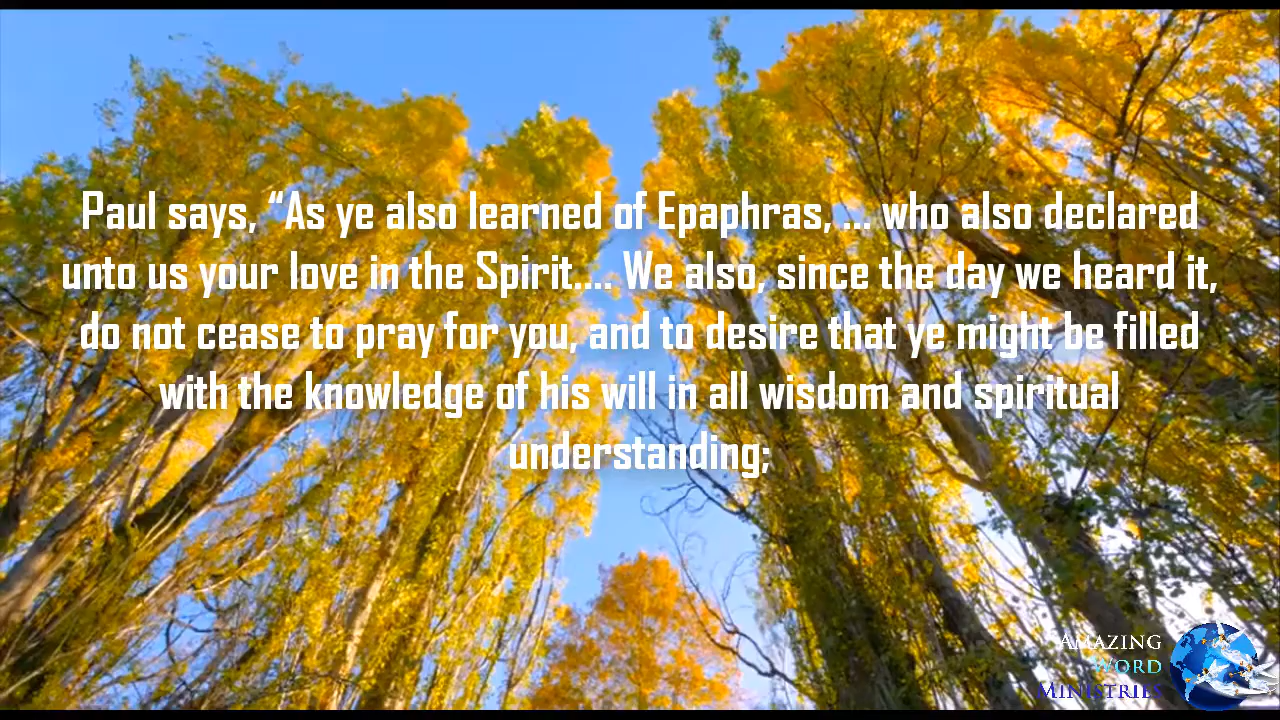 Paul says, “As ye also learned of Epaphras, ... who also declared
unto us your love in the Spirit.... We also, since the day we heard it,
do not cease to pray for you, and to desire that ye might be filled
with the knowledge of his will in all wisdom and spiritual
understanding;
AMAZING
WORD
MINISTRIES